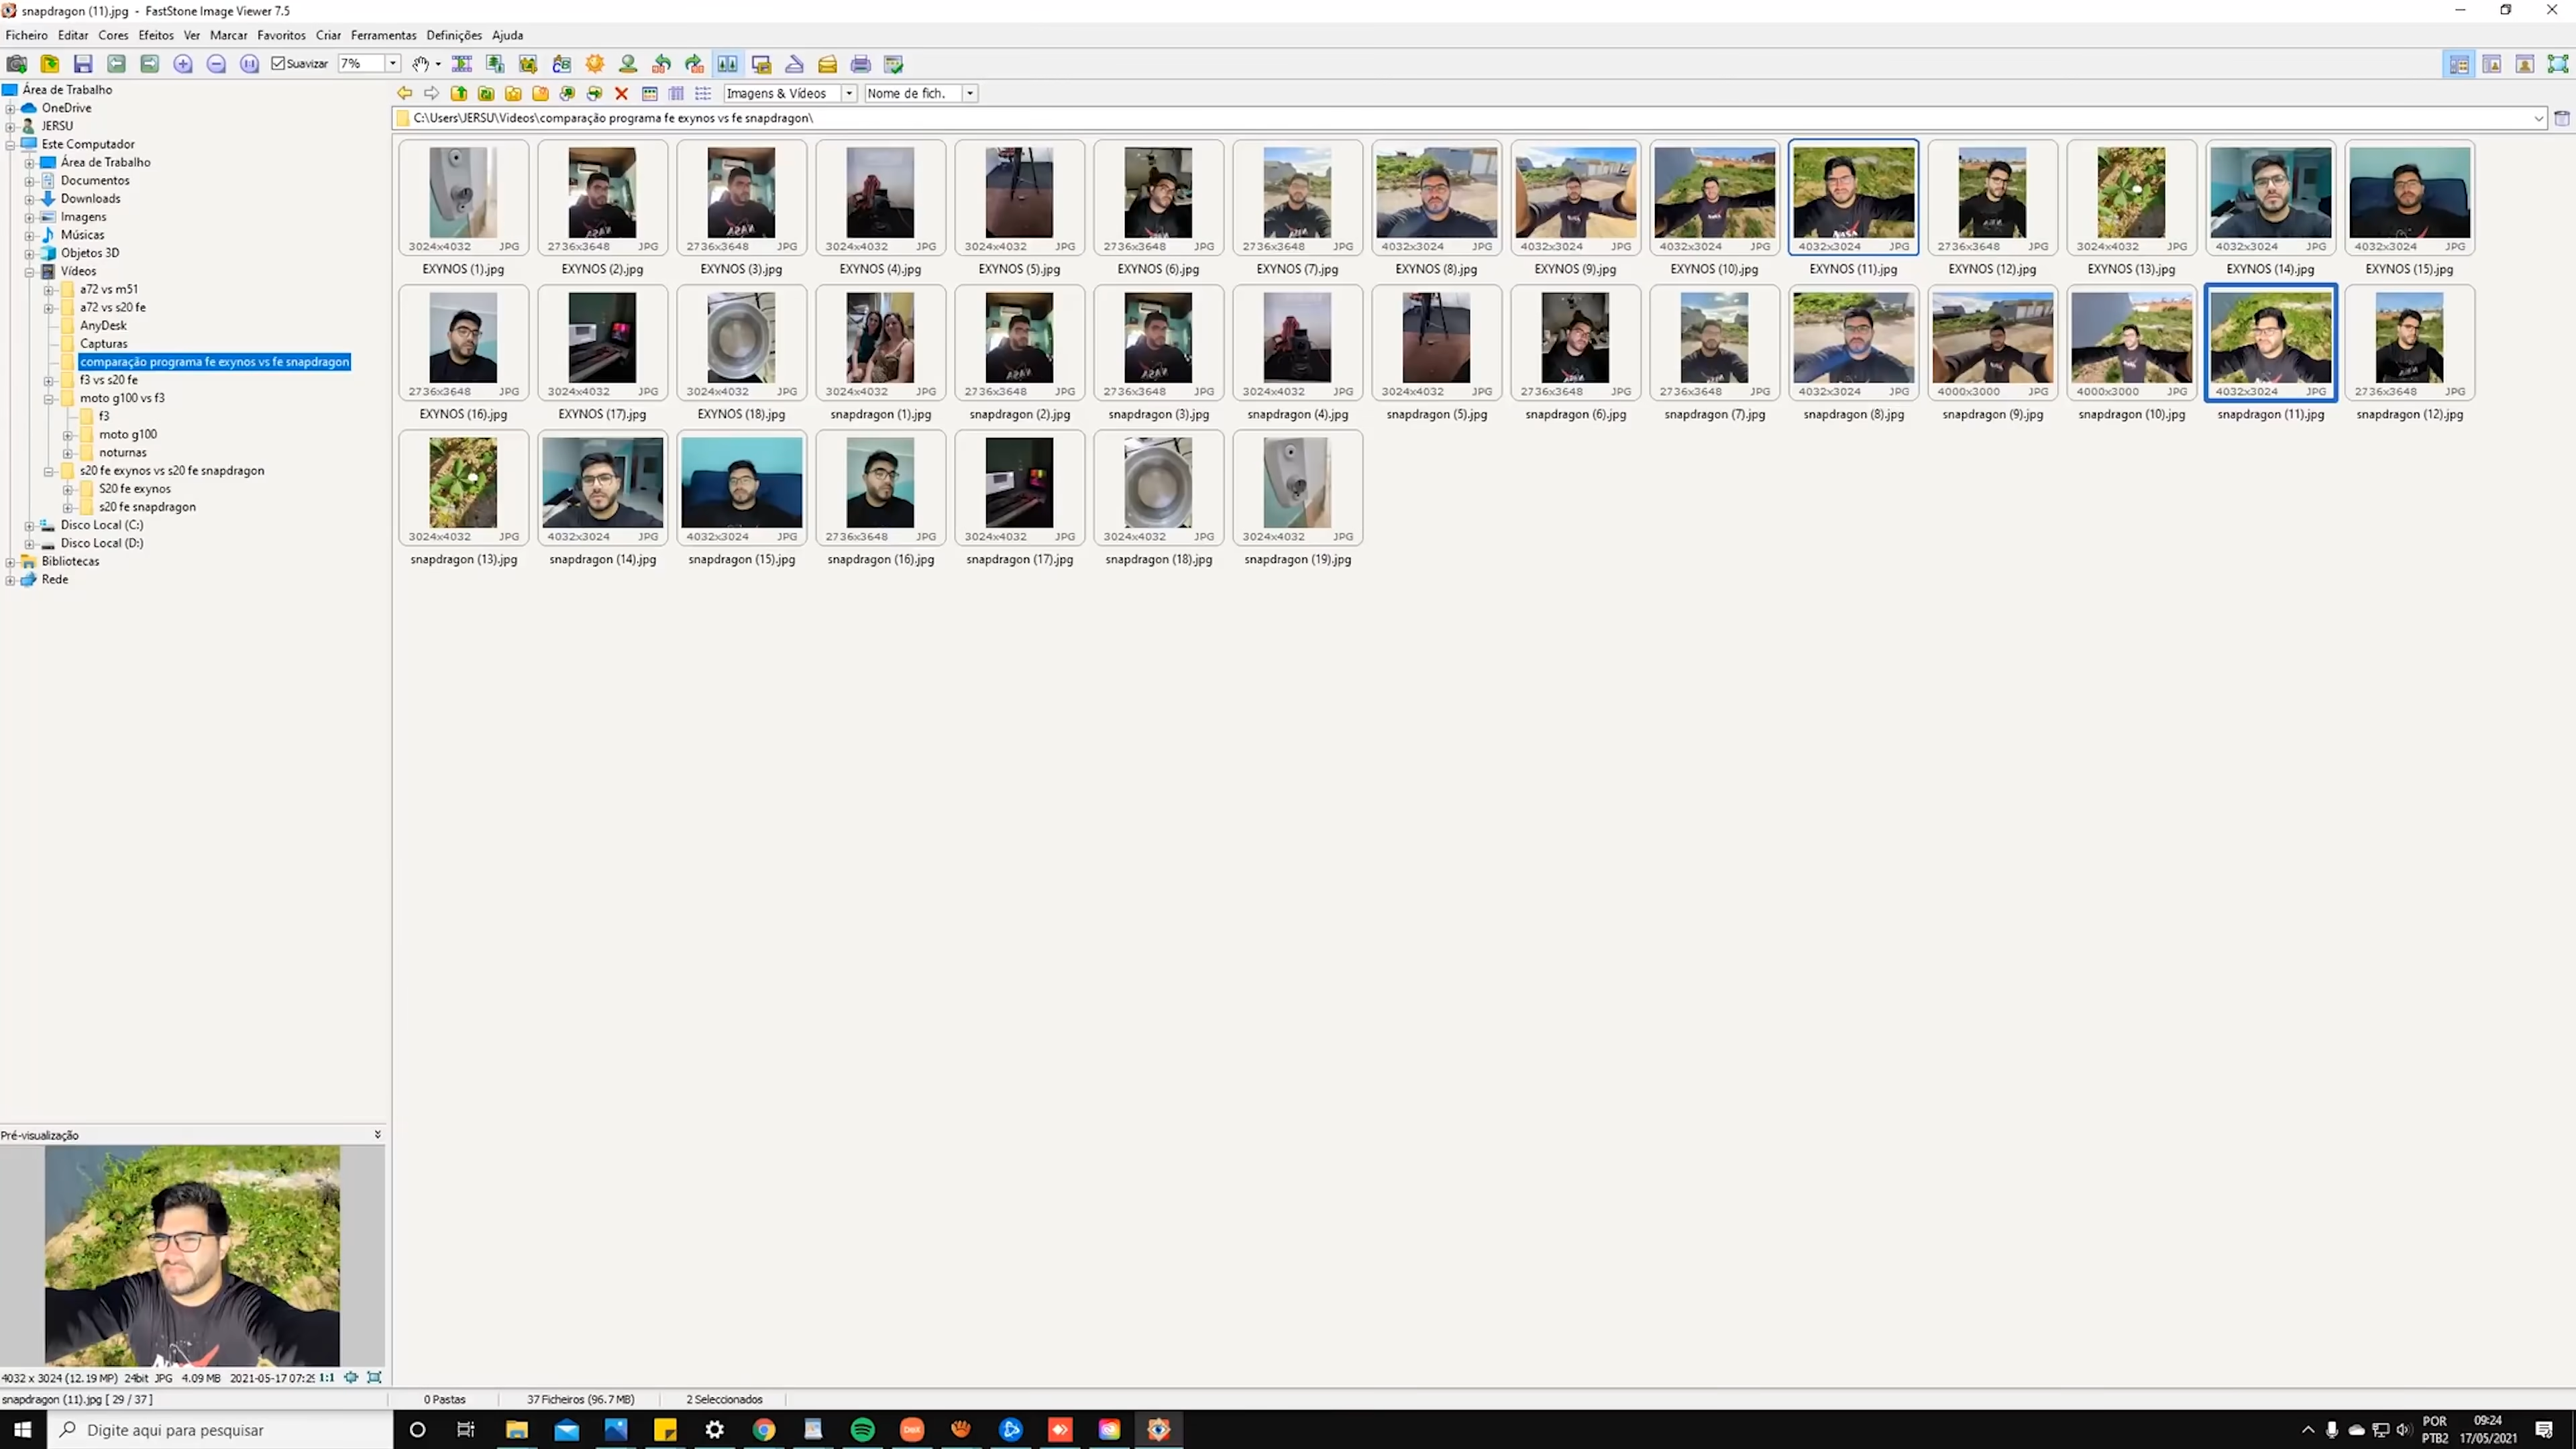 snapdragon (11).jpg - FastStone Image Viewer 7.5
Ficheiro Editar Cores Efeitos Ver Marcar Favoritos Criar Ferramentas Definições Ajuda
Suavizar 7%
Imagens & Vídeos Nome de fich.
C:\Users\JERSU\Videos\comparação programa fe exynos vs fe snapdragon\
Área de Trabalho
OneDrive
JERSU
Este Computador
Área de Trabalho
Documentos
Downloads
Imagens
Músicas
Objetos 3D
Vídeos
a72 vs m51
a72 vs s20 fe
AnyDesk
Capturas
comparação programa fe exynos vs fe snapdragon
f3 vs s20 fe
moto g100 vs f3
f3
moto g100
noturnas
s20 fe exynos vs s20 fe snapdragon
S20 fe exynos
s20 fe snapdragon
Disco Local (C:)
Disco Local (D:)
Bibliotecas
Rede
3024x4032 JPG 2736x3648 JPG 2736x3648 JPG 3024x4032 JPG 3024x4032 JPG 2736x3648 JPG 2736x3648 JPG 4032x3024 JPG 4032x3024 JPG 4032x3024 JPG 4032x3024 JPG 2736x3648 JPG 3024x4032 JPG 4032x3024 JPG 4032x3024 JPG
EXYNOS (1).jpg EXYNOS (2).jpg EXYNOS (3).jpg EXYNOS (4).jpg EXYNOS (5).jpg EXYNOS (6).jpg EXYNOS (7).jpg EXYNOS (8).jpg EXYNOS (9).jpg EXYNOS (10).jpg EXYNOS (11).jpg EXYNOS (12).jpg EXYNOS (13).jpg EXYNOS (14).jpg EXYNOS (15).jpg
2736x3648 JPG 3024x4032 JPG 3024x4032 JPG 3024x4032 JPG 2736x3648 JPG 2736x3648 JPG 3024x4032 JPG 3024x4032 JPG 2736x3648 JPG 2736x3648 JPG 4032x3024 JPG 4000x3000 JPG 4000x3000 JPG 4032x3024 JPG 2736x3648 JPG
EXYNOS (16).jpg EXYNOS (17).jpg EXYNOS (18).jpg snapdragon (1).jpg snapdragon (2).jpg snapdragon (3).jpg snapdragon (4).jpg snapdragon (5).jpg snapdragon (6).jpg snapdragon (7).jpg snapdragon (8).jpg snapdragon (9).jpg snapdragon (10).jpg snapdragon (11).jpg snapdragon (12).jpg
3024x4032 JPG 4032x3024 JPG 4032x3024 JPG 2736x3648 JPG 3024x4032 JPG 3024x4032 JPG 3024x4032 JPG
snapdragon (13).jpg snapdragon (14).jpg snapdragon (15).jpg snapdragon (16).jpg snapdragon (17).jpg snapdragon (18).jpg snapdragon (19).jpg
Pré-visualização
4032 x 3024 (12.19 MP) 24bit JPG 4.09 MB 2021-05-17 07:25 1:1
snapdragon (11).jpg [ 29 / 37 ] 0 Pastas 37 Ficheiros (96.7 MB) 2 Seleccionados
Digite aqui para pesquisar
POR 09:24
PTB2 17/05/2021